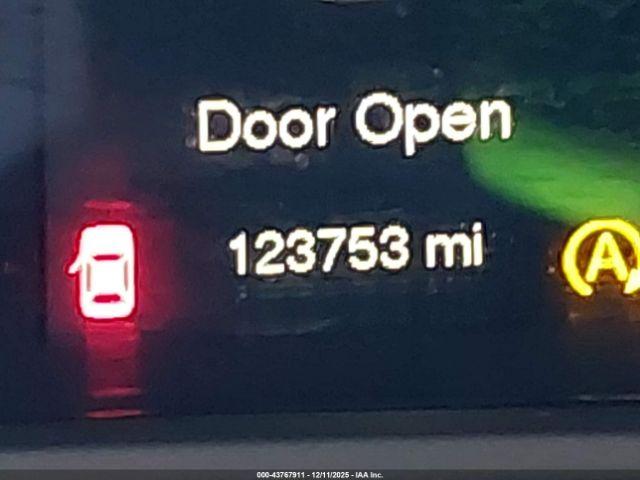 Door Open
123753 mi
A
000-43767911 - 12/11/2025 - IAA Inc.